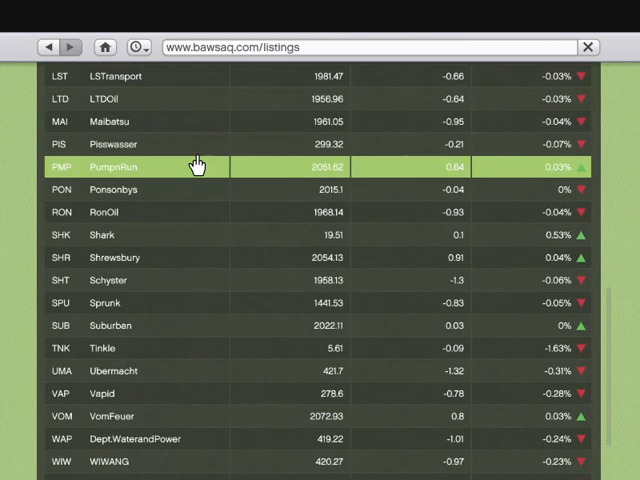 www.bawsaq.com/listings
LST LSTransport 1981.47 -0.66 -0.03%
LTD LTDOil 1956.96 -0.64 -0.03%
MAI Maibatsu 1961.05 -0.95 -0.04%
PIS Pisswasser 299.32 -0.21 -0.07%
PMP PumpnRun 2051.62 0.64 0.03%
PON Ponsonbys 2015.1 -0.04 0%
RON RonOil 1968.14 -0.93 -0.04%
SHK Shark 19.51 0.1 0.53%
SHR Shrewsbury 2054.13 0.91 0.04%
SHT Schyster 1958.13 -1.3 -0.06%
SPU Sprunk 1441.53 -0.83 -0.05%
SUB Suburban 2022.11 0.03 0%
TNK Tinkle 5.61 -0.09 -1.63%
UMA Ubermacht 421.7 -1.32 -0.31%
VAP Vapid 278.6 -0.78 -0.28%
VOM VomFeuer 2072.93 0.8 0.03%
WAP Dept.WaterandPower 419.22 -1.01 -0.24%
WIW WIWANG 420.27 -0.97 -0.23%